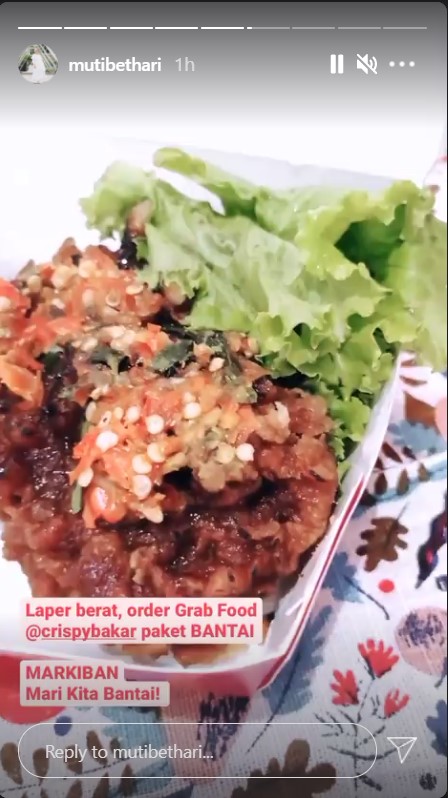 mutibethari 1h
Laper berat, order Grab Food
@crispybakar paket BANTAI
MARKIBAN
Mari Kita Bantai!
Reply to mutibethari...